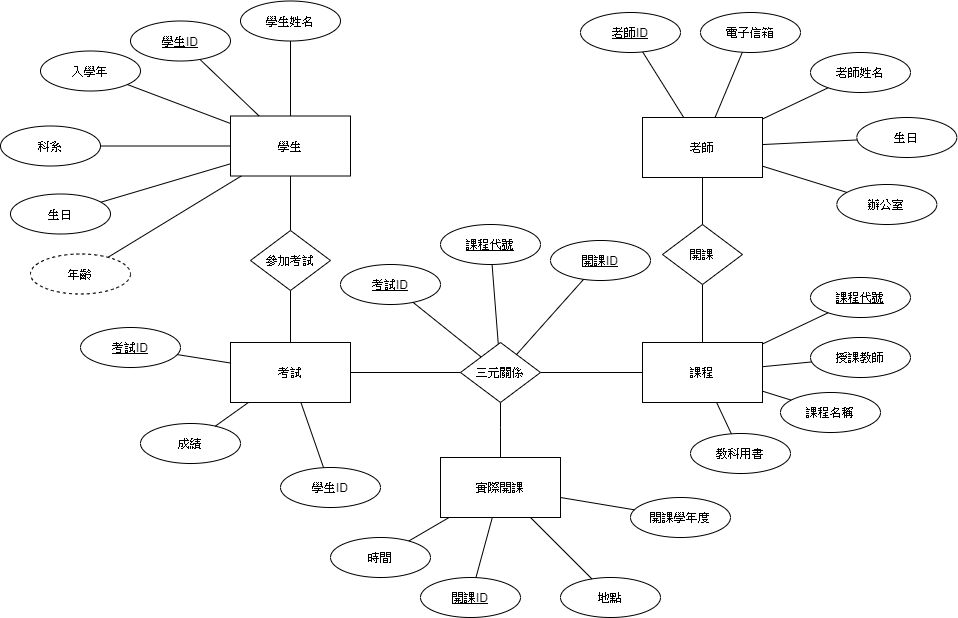 學生姓名
學生ID
入學年
科系
生日
年齡
學生
參加考試
老師ID
電子信箱
老師姓名
生日
辦公室
老師
開課
課程代號
開課ID
考試ID
三元關係
考試ID
考試
成績
學生ID
課程代號
授課教師
課程名稱
教科用書
課程
實際開課
開課學年度
時間
開課ID
地點